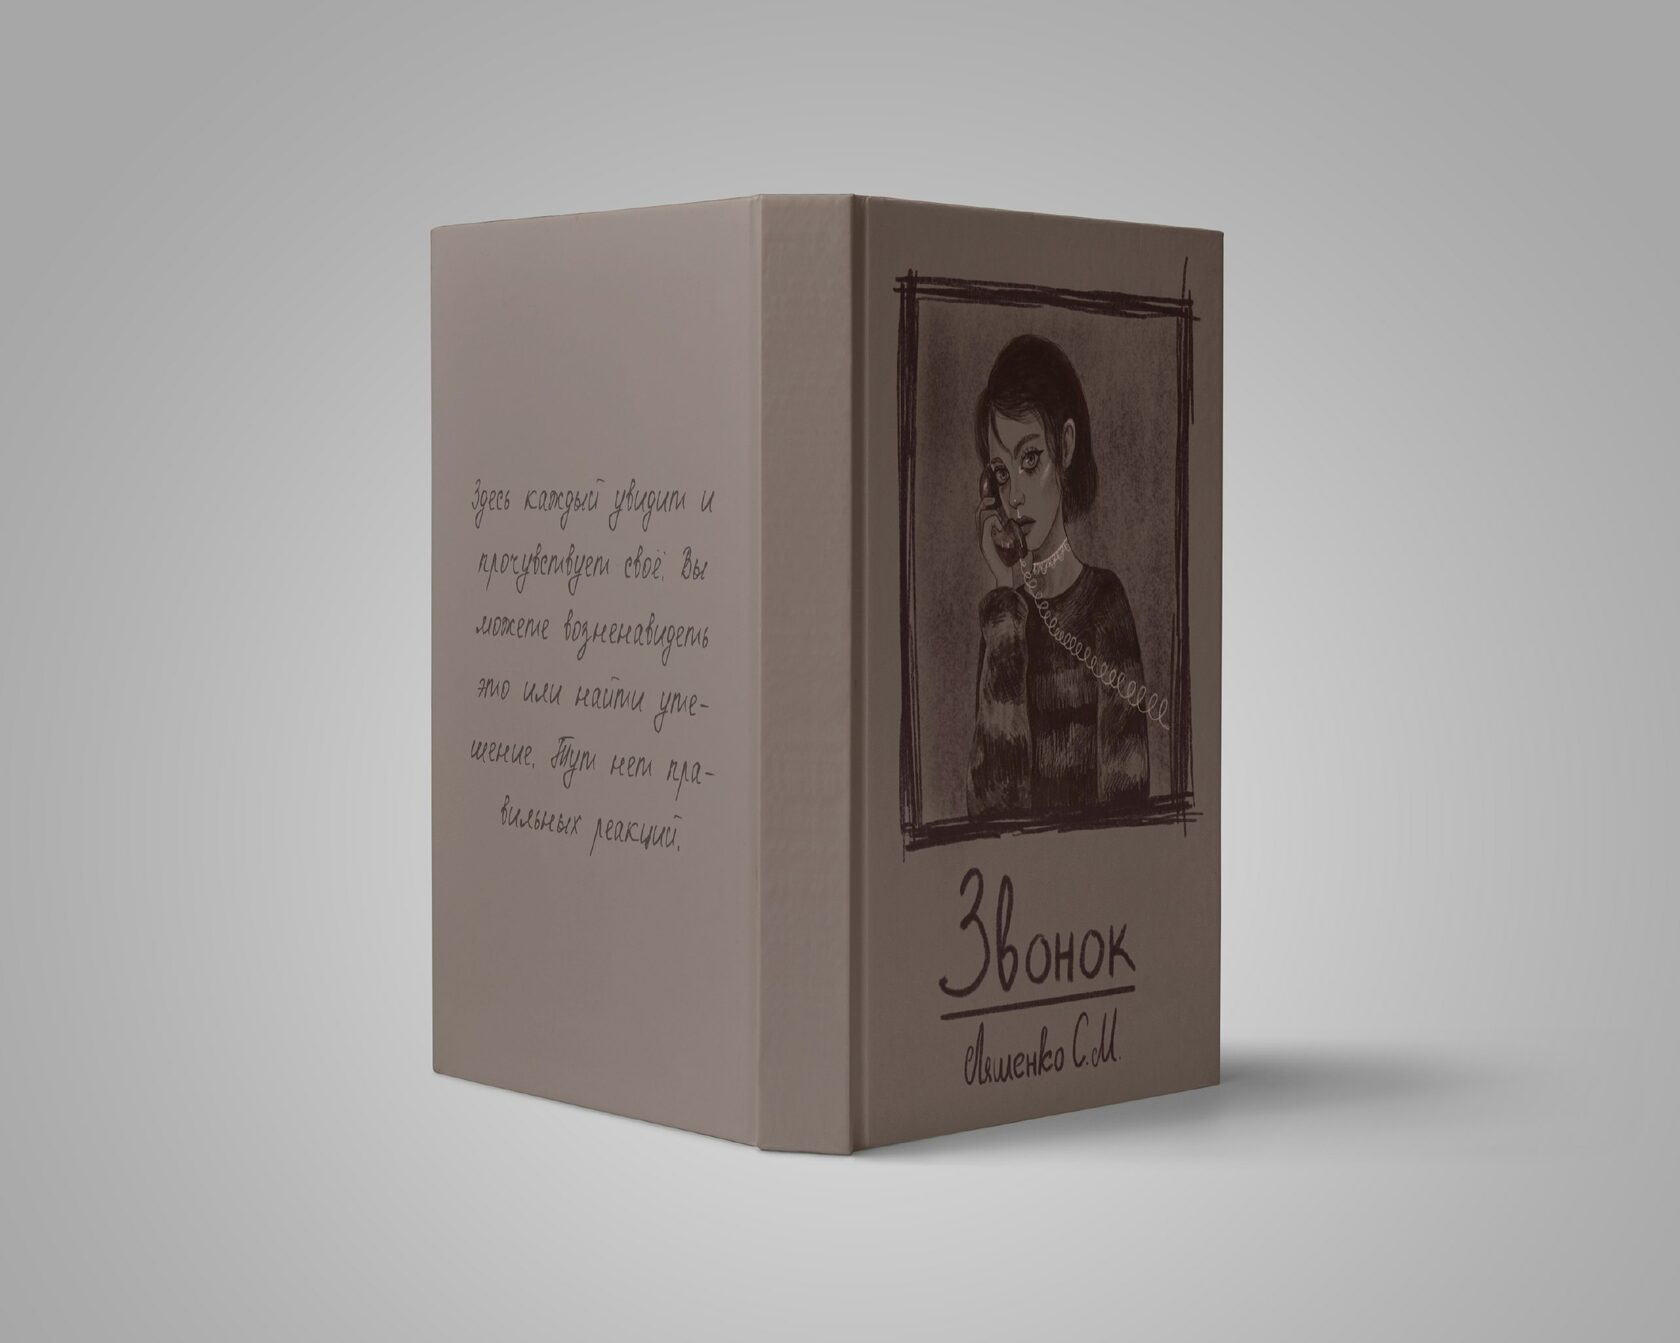 Здесь каждый увидит и
прочувствует своё. Вы
можете возненавидеть
это или найти уте-
шение. Тут нет пра-
вильных реакций.
Звонок
Ляшенко С.М.